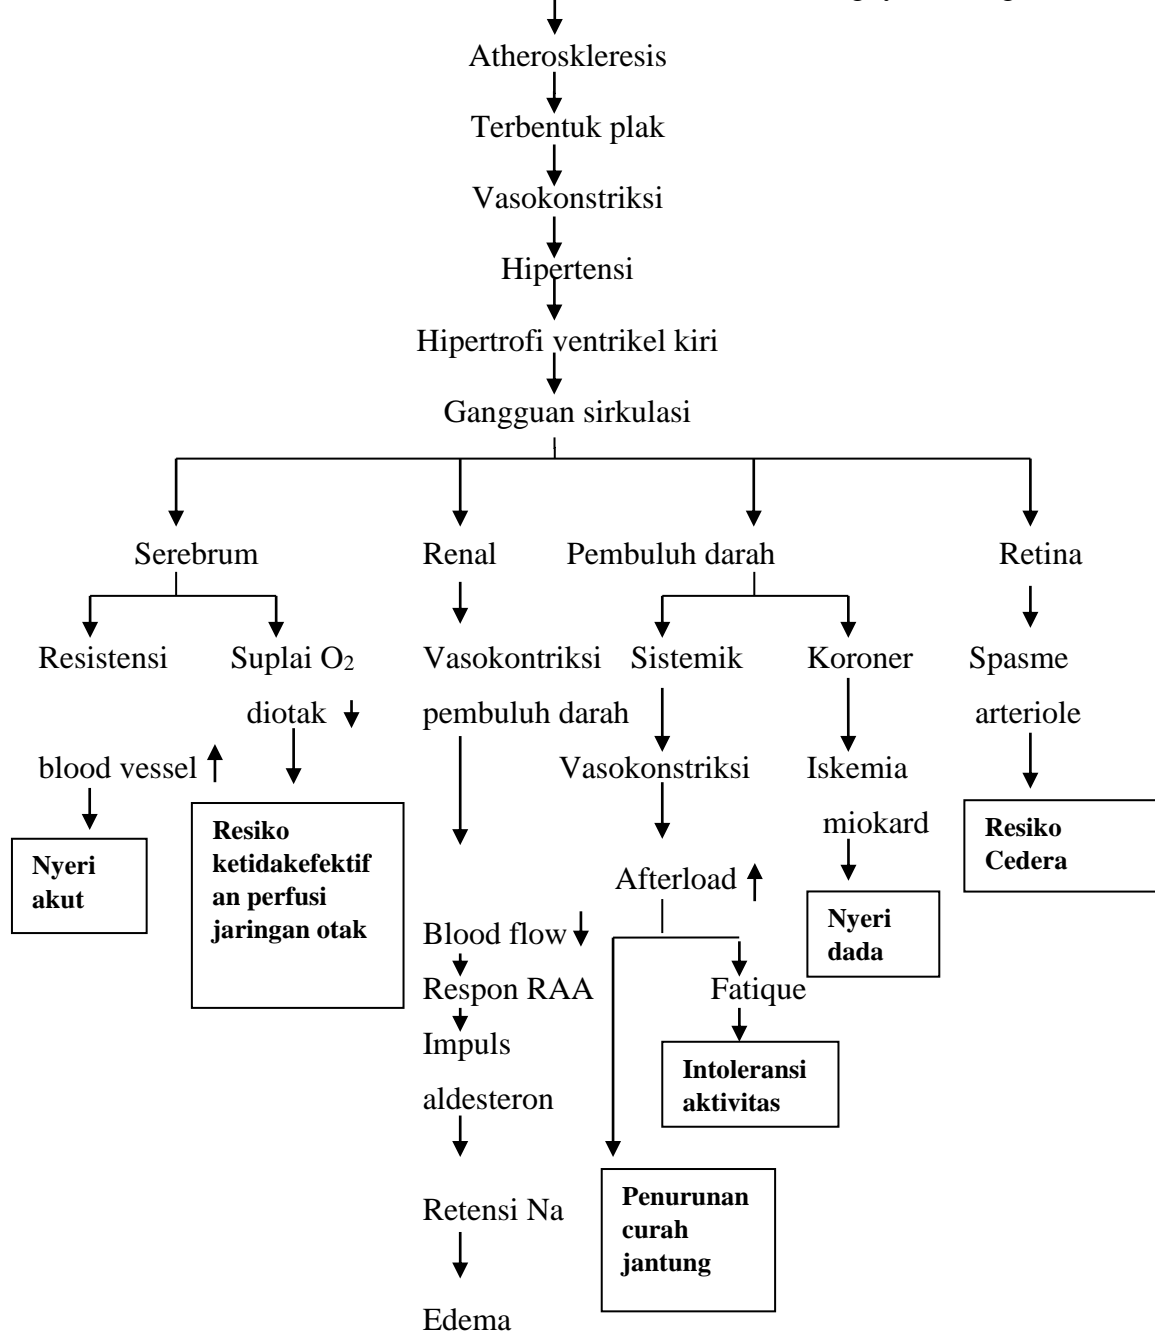 Atheroskleresis
Terbentuk plak
Vasokonstriksi
Hipertensi
Hipertrofi ventrikel kiri
Gangguan sirkulasi
Serebrum
Renal
Pembuluh darah
Retina
Resistensi
blood vessel
Nyeri
akut
Suplai O₂
diotak
Resiko
ketidakefektif
an perfusi
jaringan otak
Vasokontriksi
pembuluh darah
Blood flow
Respon RAA
Impuls
aldesteron
Retensi Na
Edema
Sistemik
Vasokonstriksi
Afterload
Penurunan
curah
jantung
Fatique
Intoleransi
aktivitas
Koroner
Iskemia
miokard
Nyeri
dada
Spasme
arteriole
Resiko
Cedera